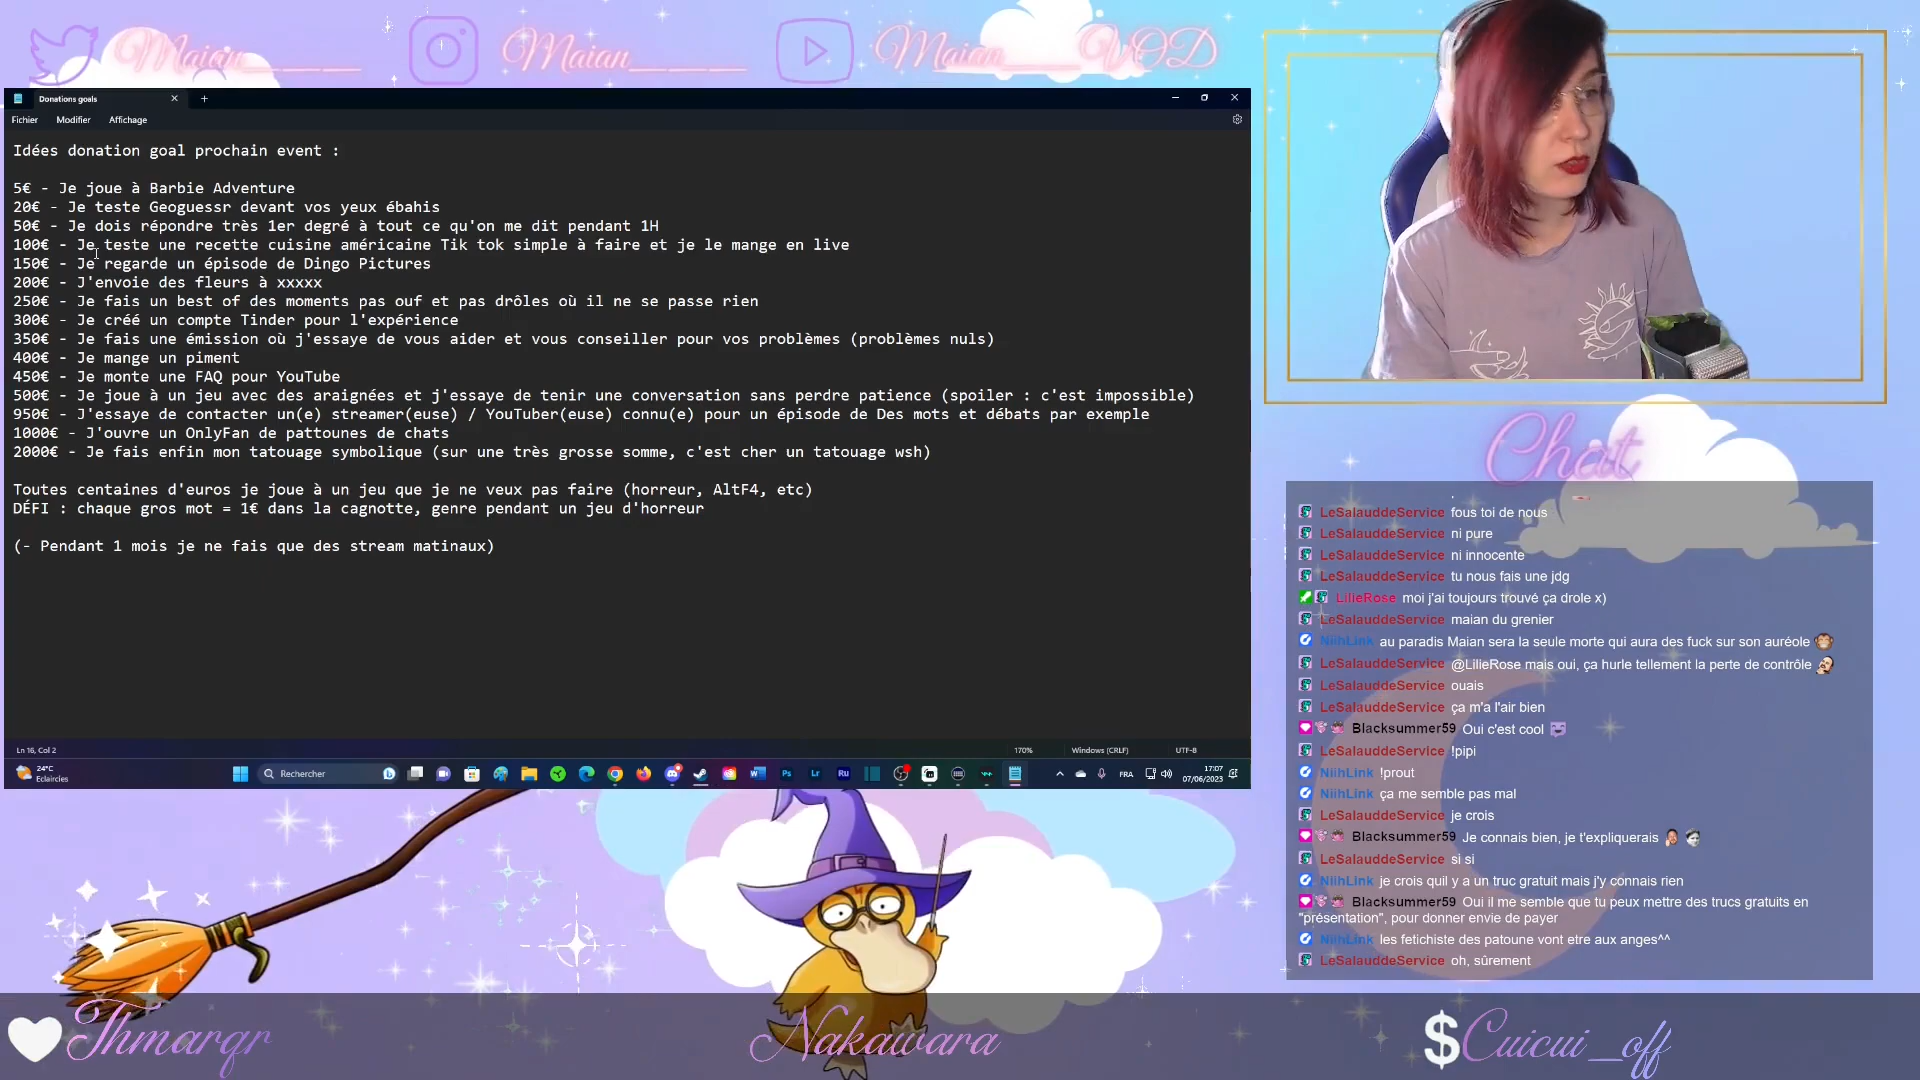 Maian____
Maian____
Maian____VOD
Donations goals
Fichier Modifier Affichage
Idées donation goal prochain event :
5€ - Je joue à Barbie Adventure
20€ - Je teste Geoguessr devant vos yeux ébahis
50€ - Je dois répondre très 1er degré à tout ce qu'on me dit pendant 1H
100€ - Je teste une recette cuisine américaine Tik tok simple à faire et je le mange en live
150€ - Je regarde un épisode de Dingo Pictures
200€ - J'envoie des fleurs à xxxxx
250€ - Je fais un best of des moments pas ouf et pas drôles où il ne se passe rien
300€ - Je créé un compte Tinder pour l'expérience
350€ - Je fais une émission où j'essaye de vous aider et vous conseiller pour vos problèmes (problèmes nuls)
400€ - Je mange un piment
450€ - Je monte une FAQ pour YouTube
500€ - Je joue à un jeu avec des araignées et j'essaye de tenir une conversation sans perdre patience (spoiler : c'est impossible)
950€ - J'essaye de contacter un(e) streamer(euse) / YouTuber(euse) connu(e) pour un épisode de Des mots et débats par exemple
1000€ - J'ouvre un OnlyFan de pattounes de chats
2000€ - Je fais enfin mon tatouage symbolique (sur une très grosse somme, c'est cher un tatouage wsh)
Toutes centaines d'euros je joue à un jeu que je ne veux pas faire (horreur, AltF4, etc)
DÉFI : chaque gros mot = 1€ dans la cagnotte, genre pendant un jeu d'horreur
(- Pendant 1 mois je ne fais que des stream matinaux)
Ln 16, Col 2
170%
Windows (CRLF)
UTF-8
24°C
Eclaircies
Rechercher
Ps
Lr
Ru
FRA
17:07
07/06/2023
Chat
LeSalauddeService fous toi de nous
LeSalauddeService ni pure
LeSalauddeService ni innocente
LeSalauddeService tu nous fais une jdg
LilieRose moi j'ai toujours trouvé ça drole x)
LeSalauddeService maian du grenier
NiihLink au paradis Maian sera la seule morte qui aura des fuck sur son auréole
LeSalauddeService @LilieRose mais oui, ça hurle tellement la perte de contrôle
LeSalauddeService ouais
LeSalauddeService ça m'a l'air bien
Blacksummer59 Oui c'est cool
LeSalauddeService !pipi
NiihLink !prout
NiihLink ça me semble pas mal
LeSalauddeService je crois
Blacksummer59 Je connais bien, je t'expliquerais
LeSalauddeService si si
NiihLink je crois quil y a un truc gratuit mais j'y connais rien
Blacksummer59 Oui il me semble que tu peux mettre des trucs gratuits en
"présentation", pour donner envie de payer
NiihLink les fetichiste des patoune vont etre aux anges^^
LeSalauddeService oh, sûrement
Thmarqr
Nakawara
$ Cuicui_off